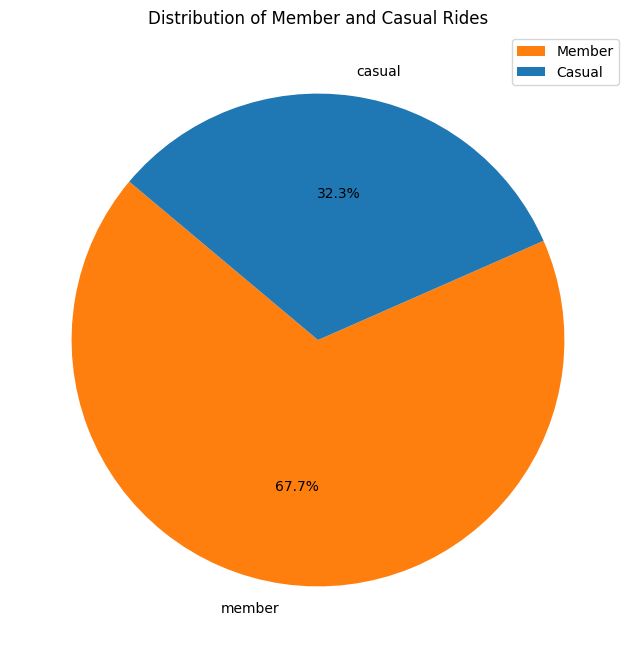 Distribution of Member and Casual Rides
Member
Casual
casual
32.3%
67.7%
member